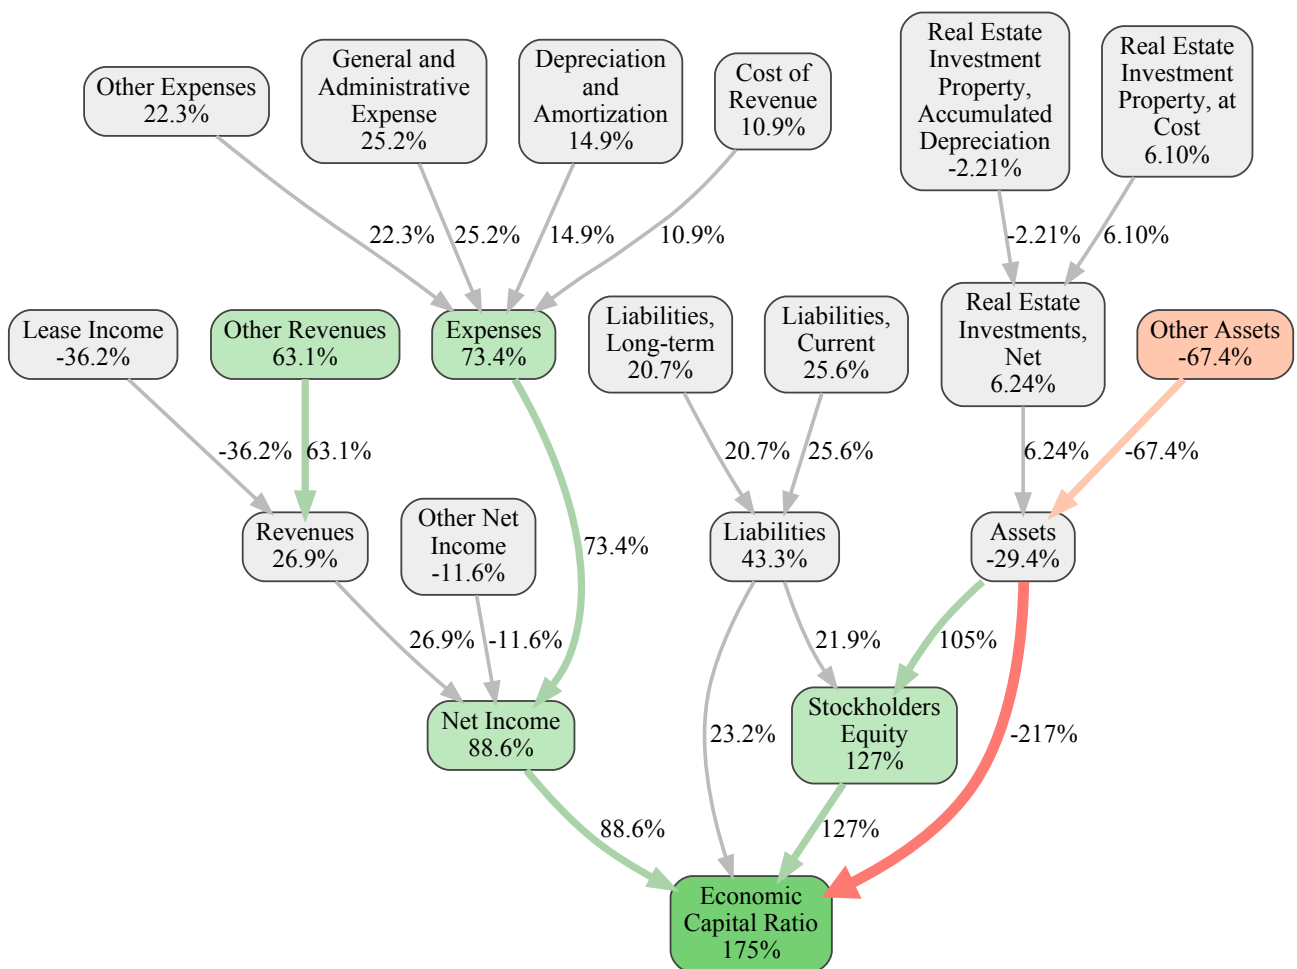 Other Expenses
22.3%
General and
Administrative
Expense
25.2%
Depreciation
and
Amortization
14.9%
Cost of
Revenue
10.9%
Real Estate
Investment
Property,
Accumulated
Depreciation
-2.21%
Real Estate
Investment
Property, at
Cost
6.10%
22.3%
25.2%
14.9%
10.9%
-2.21%
6.10%
Lease Income
-36.2%
Other Revenues
63.1%
Expenses
73.4%
Liabilities,
Long-term
20.7%
Liabilities,
Current
25.6%
Real Estate
Investments,
Net
6.24%
Other Assets
-67.4%
-36.2%
63.1%
20.7%
25.6%
6.24%
-67.4%
Revenues
26.9%
Other Net
Income
-11.6%
73.4%
Liabilities
43.3%
Assets
-29.4%
26.9%
-11.6%
21.9%
105%
Net Income
88.6%
23.2%
Stockholders
Equity
127%
-217%
88.6%
127%
Economic
Capital Ratio
175%